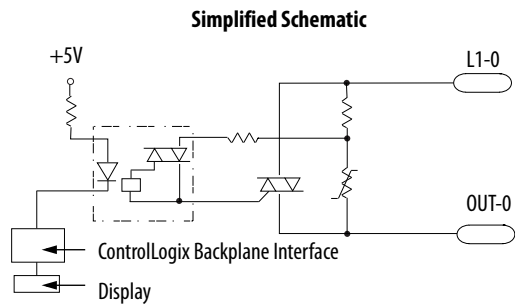 Simplified Schematic
+5V
L1-0
OUT-0
ControlLogix Backplane Interface
Display